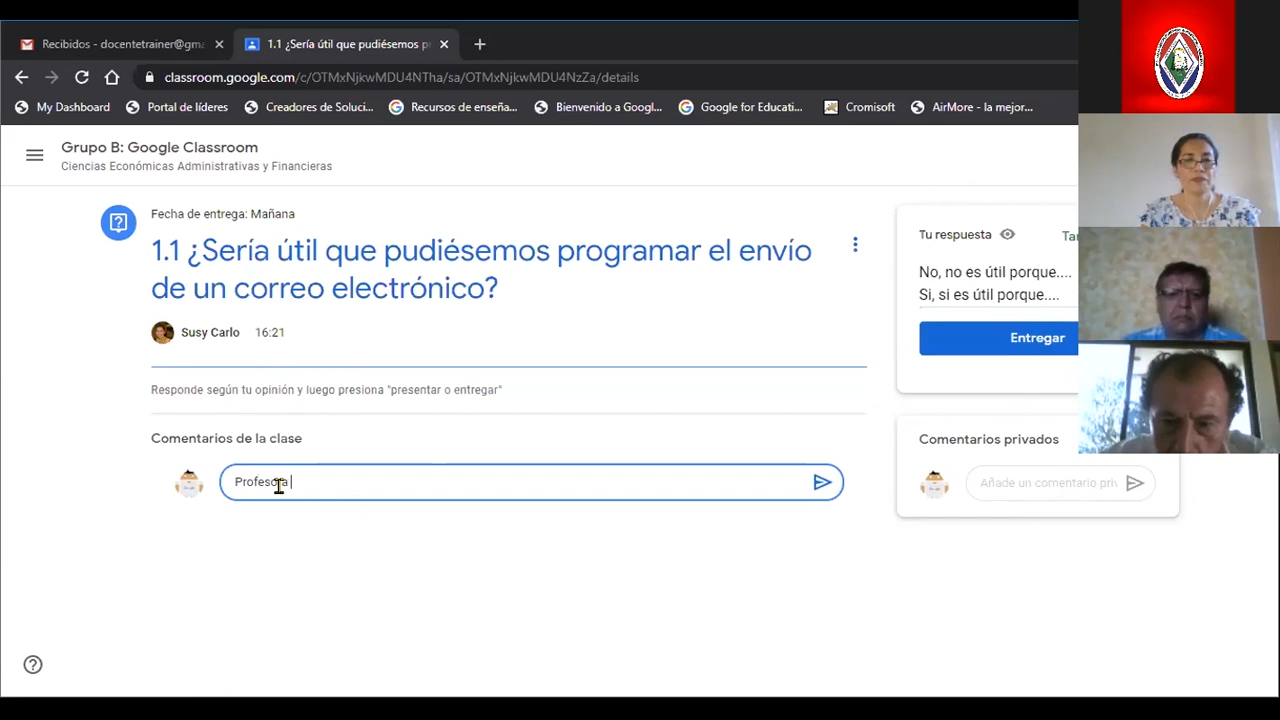 Recibidos - docentetrainer@gma
1.1 ¿Sería útil que pudiésemos pr
classroom.google.com/c/OTMxNjkwMDU4NTha/sa/OTMxNjkwMDU4NzZa/details
My Dashboard
Portal de líderes
Creadores de Soluci...
Recursos de enseña...
Bienvenido a Googl...
Google for Educati...
Cromisoft
AirMore - la mejor...
Grupo B: Google Classroom
Ciencias Económicas Administrativas y Financieras
Fecha de entrega: Mañana
1.1 ¿Sería útil que pudiésemos programar el envío
de un correo electrónico?
Susy Carlo 16:21
Responde según tu opinión y luego presiona "presentar o entregar"
Comentarios de la clase
Profesora
Tu respuesta
Tar
No, no es útil porque....
Si, si es útil porque....
Entregar
Comentarios privados
Añade un comentario priv